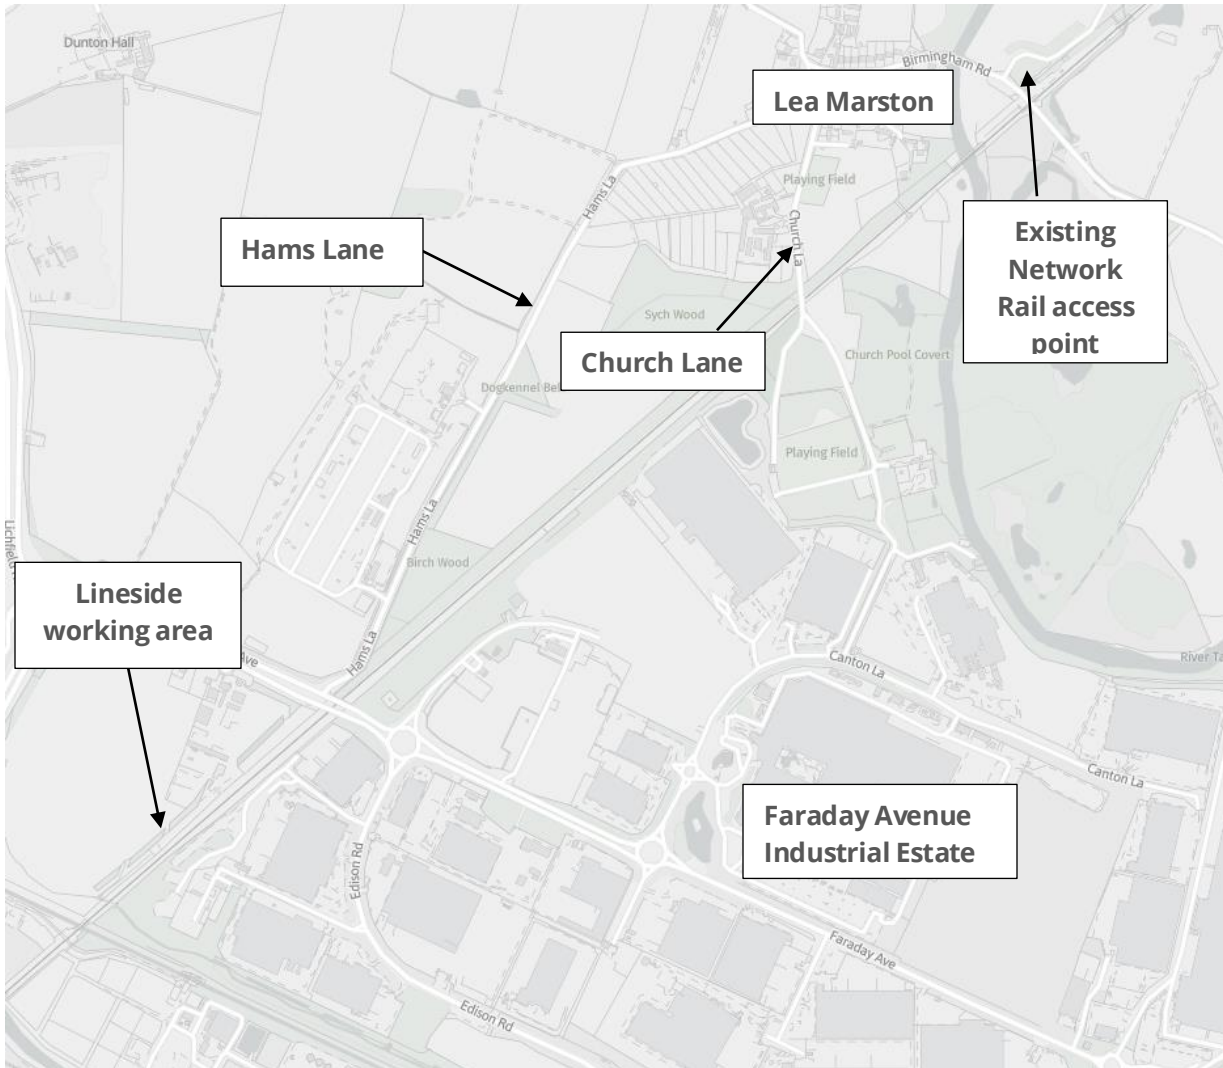 Dunton Hall
Birmingham Rd
Lea Marston
Playing Field
Hams La
Church La
Existing
Network
Rail access
point
Hams Lane
Sych Wood
Church Lane
Church Pool Covert
Dogkennel
Playing Field
Hams La
Birch Wood
Lineside
working area
Ave
Hams La
Canton La
River
Canton La
Faraday Avenue
Industrial Estate
Edison Rd
Faraday Ave
Edison Rd